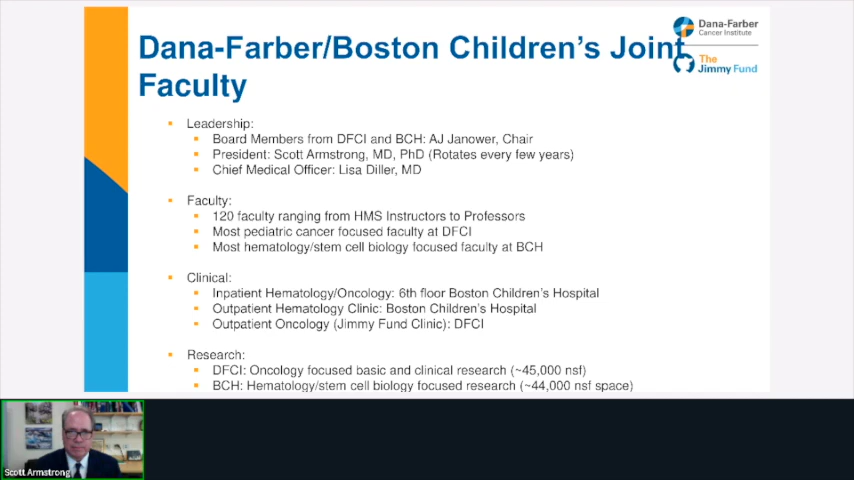 Dana-Farber/Boston Children's Joint
Faculty
Dana-Farber
Cancer Institute
The
Jimmy Fund
Leadership:
Board Members from DFCI and BCH: AJ Janower, Chair
President: Scott Armstrong, MD, PhD (Rotates every few years)
Chief Medical Officer: Lisa Diller, MD
Faculty:
120 faculty ranging from HMS Instructors to Professors
Most pediatric cancer focused faculty at DFCI
Most hematology/stem cell biology focused faculty at BCH
Clinical:
Inpatient Hematology/Oncology: 6th floor Boston Children's Hospital
Outpatient Hematology Clinic: Boston Children's Hospital
Outpatient Oncology (Jimmy Fund Clinic): DFCI
Research:
DFCI: Oncology focused basic and clinical research (~45,000 nsf)
BCH: Hematology/stem cell biology focused research (~44,000 nsf space)
Scott Armstrong